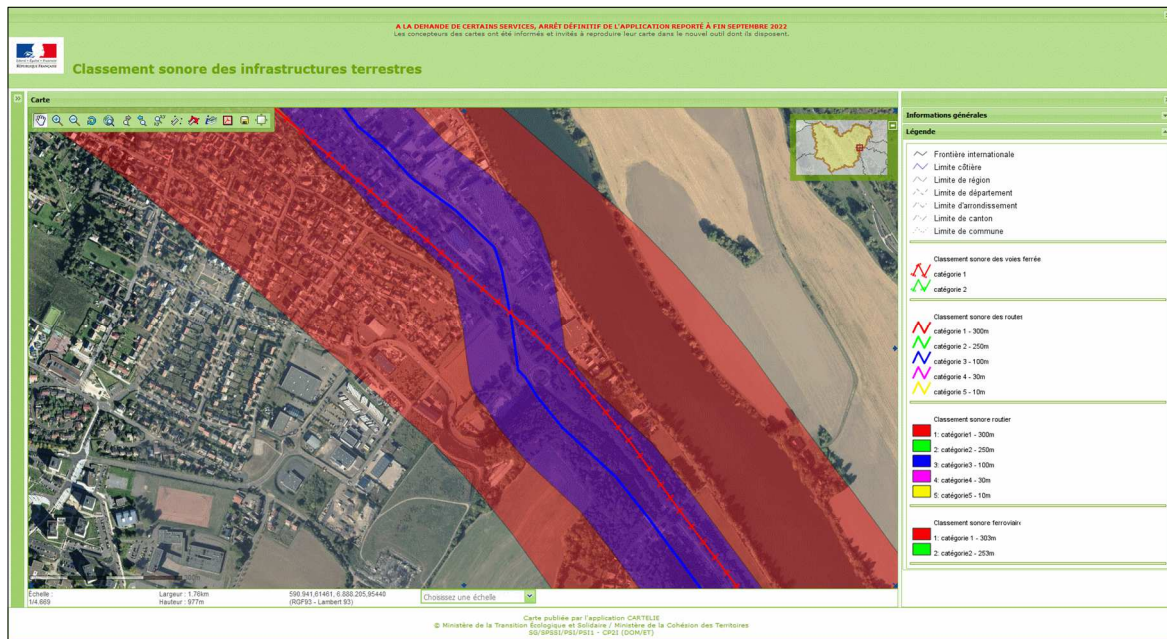 A LA DEMANDE DE CERTAINS SERVICES, ARRÊT DÉFINITIF DE L'APPLICATION REPORTÉ À FIN SEPTEMBRE 2022
Les concepteurs des cartes ont été informés et invités à reproduire leur carte dans le nouvel outil dont ils disposent.
RÉPUBLIQUE FRANÇAISE
Classement sonore des infrastructures terrestres
Carte
Informations générales
Légende
Frontière internationale
Limite côtière
Limite de région
Limite de département
Limite d'arrondissement
Limite de canton
Limite de commune
Classement sonore des voies ferrée
catégorie 1
catégorie 2
Classement sonore des routes
catégorie 1 - 300m
catégorie 2 - 250m
catégorie 3 - 100m
catégorie 4 - 30m
catégorie 5 - 10m
Classement sonore routier
1: catégorie1 - 300m
2: catégorie2 - 250m
3: catégorie3 - 100m
4: catégorie4 - 30m
5: catégorie5 - 10m
Classement sonore ferroviaire
1: catégorie 1 - 303m
2: catégorie2 - 253m
Échelle :
1/4.669
Largeur : 1.76km
Hauteur : 977m
590.941,61461, 6.888.205,95440
(RGF93 - Lambert 93)
Choisissez une échelle
Carte publiée par l'application CARTELIE
© Ministère de la Transition Écologique et Solidaire / Ministère de la Cohésion des Territoires
SG/SPSSI/PSI/PSI1 - CP2I (DOM/ET)